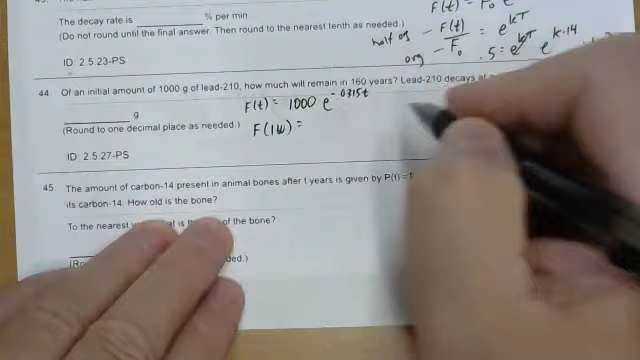 F(t) = F₀ e
The decay rate is ________ % per min
(Do not round until the final answer. Then round to the nearest tenth as needed.)
half of - F(t)/F₀ = e^kT
org - .5 = e^kT e^k·14
ID: 2.5.23-PS
44. Of an initial amount of 1000 g of lead-210, how much will remain in 160 years? Lead-210 decays at
F(t) = 1000 e^-.0315t
________ g
(Round to one decimal place as needed.)
F(160) =
ID: 2.5.27-PS
45. The amount of carbon-14 present in animal bones after t years is given by P(t) =
its carbon-14. How old is the bone?
To the nearest of the bone?
ded.)